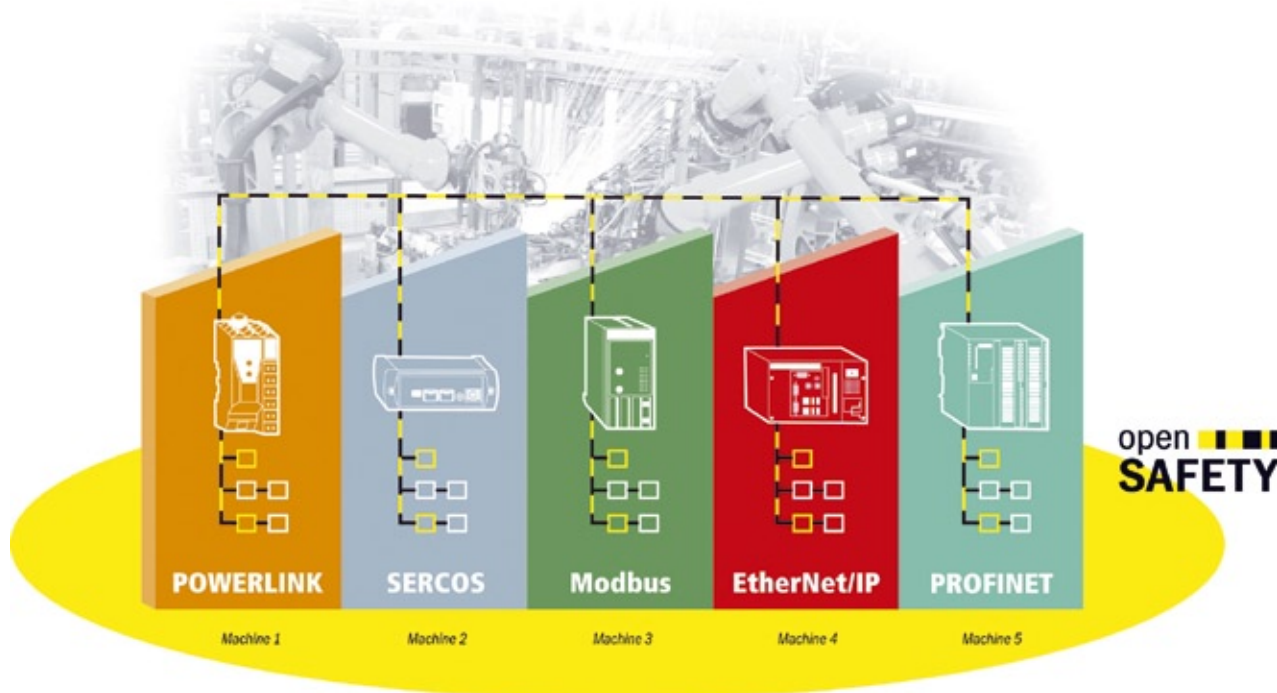 open
SAFETY
POWERLINK
SERCOS
Modbus
EtherNet/IP
PROFINET
Machine 1
Machine 2
Machine 3
Machine 4
Machine 5